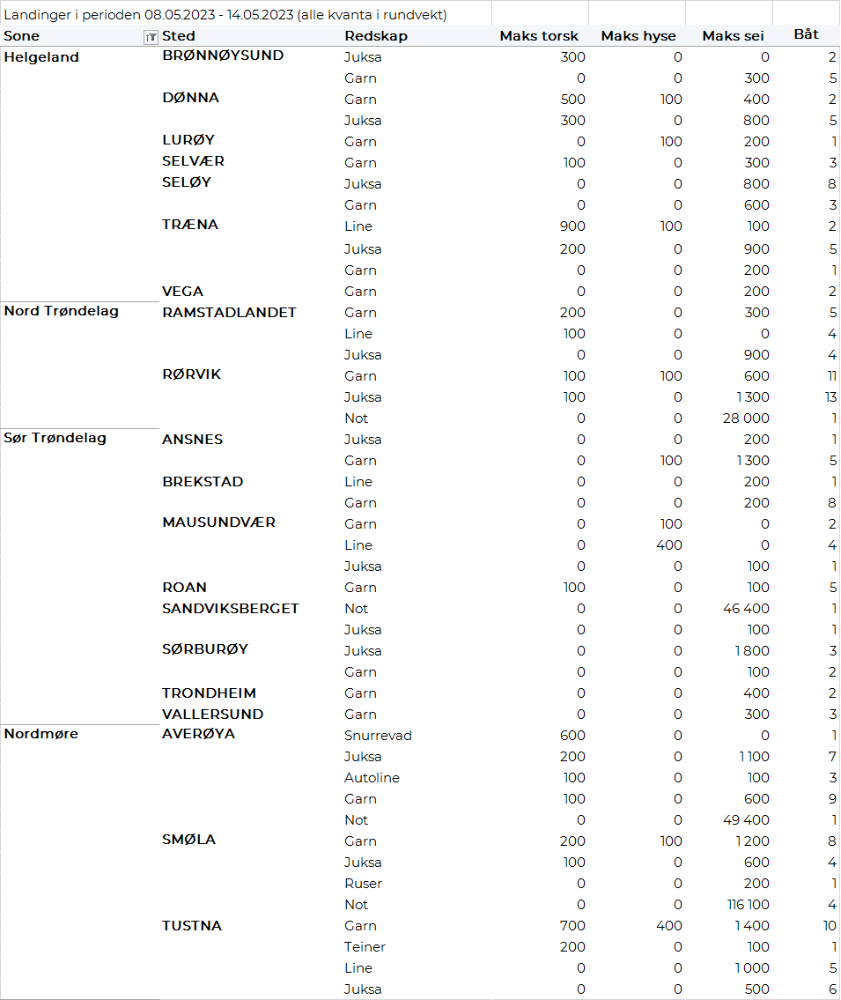 Landinger i perioden 08.05.2023 - 14.05.2023 (alle kvanta i rundvekt)
Sone Sted Redskap Maks torsk Maks hyse Maks sei Båt
Helgeland BRØNNØYSUND Juksa 300 0 0 2
Garn 0 0 300 5
DØNNA Garn 500 100 400 2
Juksa 300 0 800 5
LURØY Garn 0 100 200 1
SELVÆR Garn 100 0 300 3
SELØY Juksa 0 0 800 8
Garn 0 0 600 3
TRÆNA Line 900 100 100 2
Juksa 200 0 900 5
Garn 0 0 200 1
VEGA Garn 0 0 200 2
Nord Trøndelag RAMSTADLANDET Garn 200 0 300 5
Line 100 0 0 4
Juksa 0 0 900 4
RØRVIK Garn 100 100 600 11
Juksa 100 0 1 300 13
Not 0 0 28 000 1
Sør Trøndelag ANSNES Juksa 0 0 200 1
Garn 0 100 1 300 5
BREKSTAD Line 0 0 200 1
Garn 0 0 200 8
MAUSUNDVÆR Garn 0 100 0 2
Line 0 400 0 4
Juksa 0 0 100 1
ROAN Garn 100 0 100 5
SANDVIKSBERGET Not 0 0 46 400 1
Juksa 0 0 100 1
SØRBURØY Juksa 0 0 1 800 3
Garn 0 0 100 2
TRONDHEIM Garn 0 0 400 2
VALLERSUND Garn 0 0 300 3
Nordmøre AVERØYA Snurrevad 600 0 0 1
Juksa 200 0 1 100 7
Autoline 100 0 100 3
Garn 100 0 600 9
Not 0 0 49 400 1
SMØLA Garn 200 100 1 200 8
Juksa 100 0 600 4
Ruser 0 0 200 1
Not 0 0 116 100 4
TUSTNA Garn 700 400 1 400 10
Teiner 200 0 100 1
Line 0 0 1 000 5
Juksa 0 0 500 6